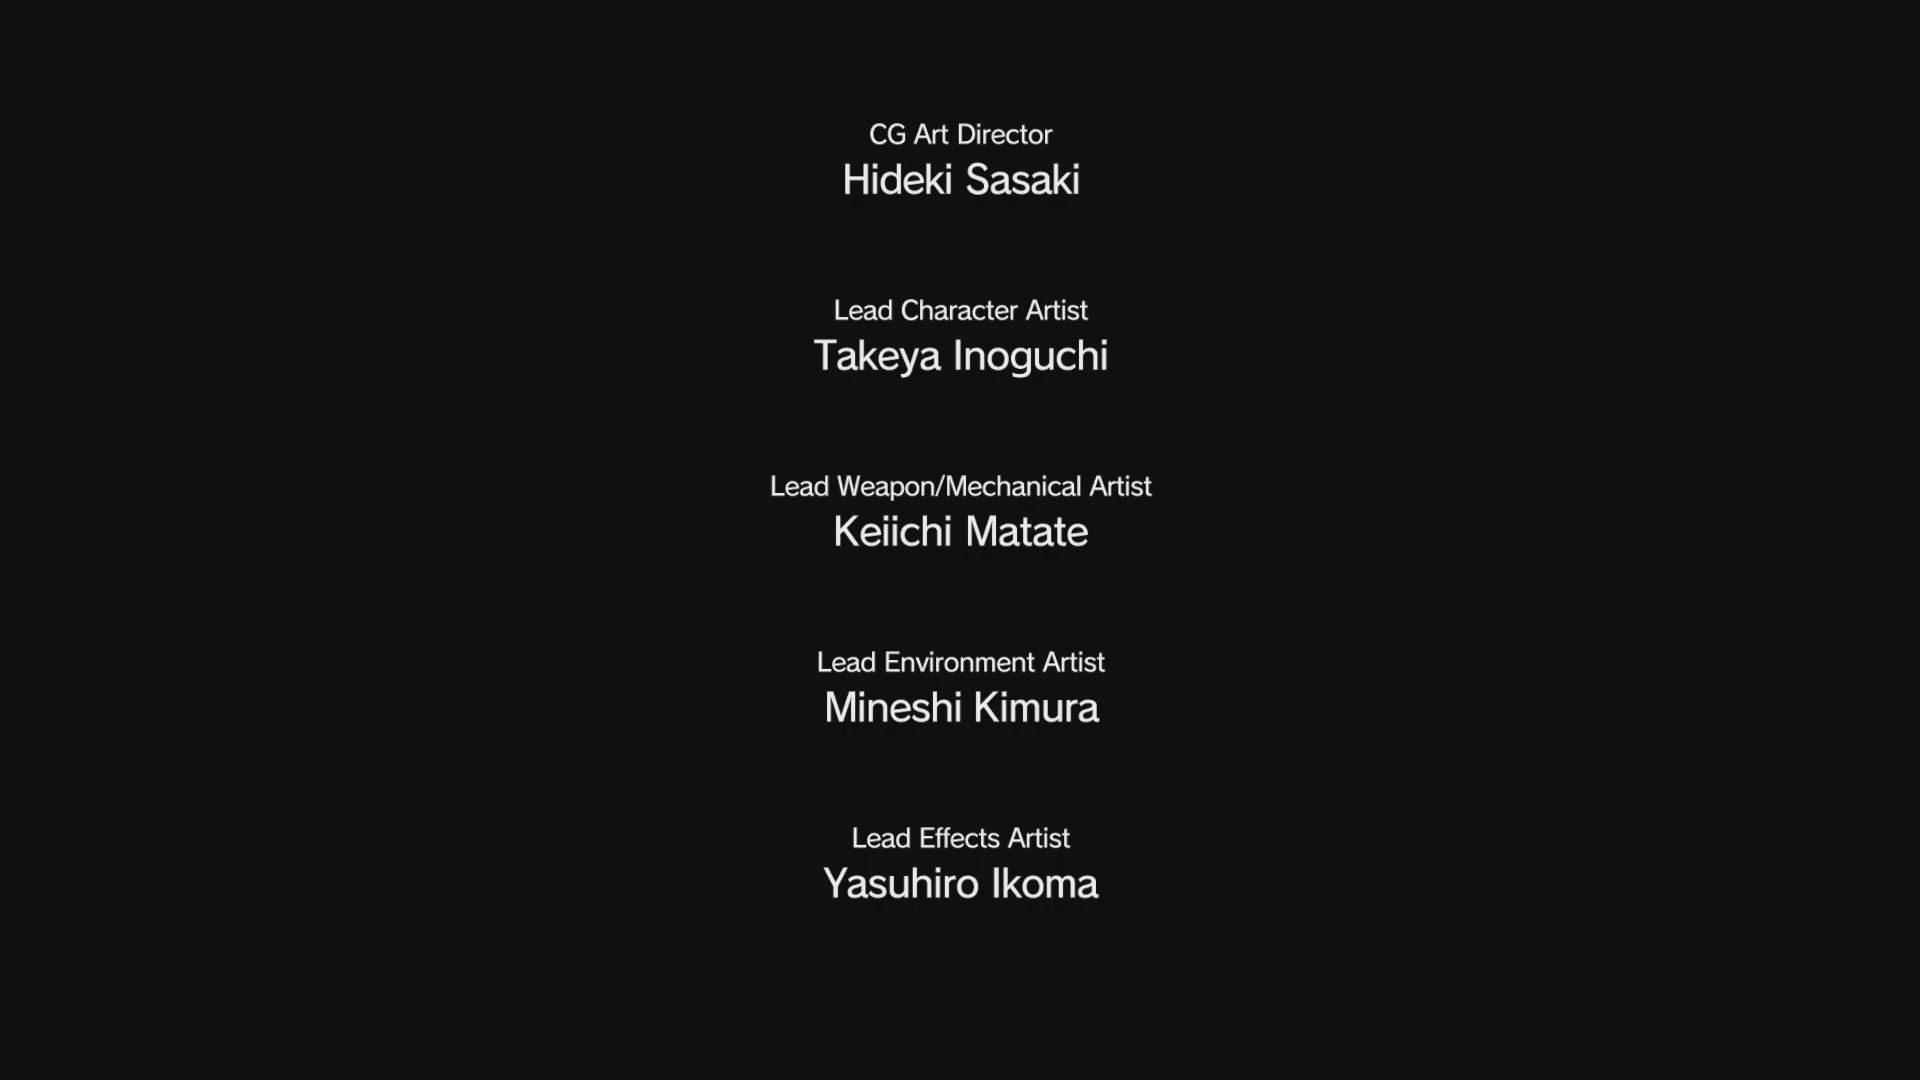 CG Art Director
Hideki Sasaki
Lead Character Artist
Takeya Inoguchi
Lead Weapon/Mechanical Artist
Keiichi Matate
Lead Environment Artist
Mineshi Kimura
Lead Effects Artist
Yasuhiro Ikoma